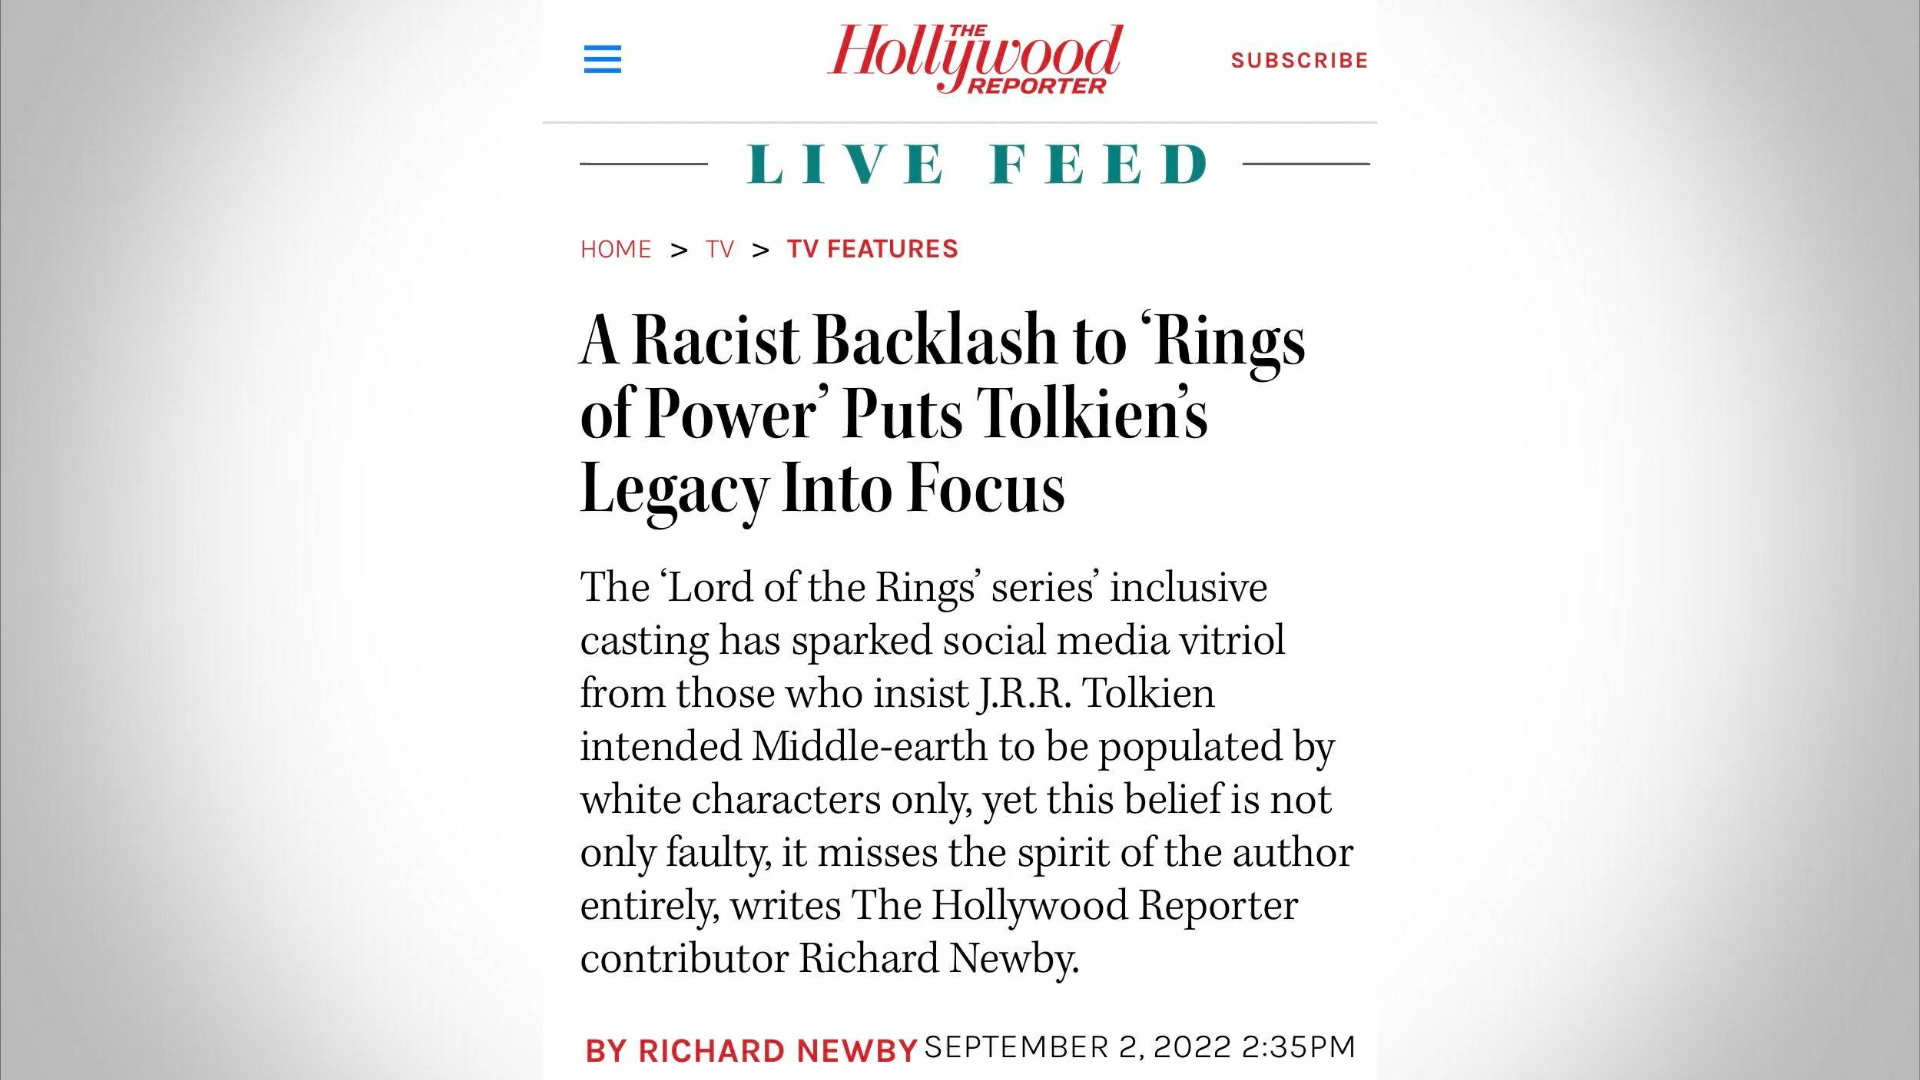 THE
Hollywood
REPORTER
SUBSCRIBE
LIVE FEED
HOME > TV > TV FEATURES
A Racist Backlash to ‘Rings
of Power’ Puts Tolkien’s
Legacy Into Focus
The ‘Lord of the Rings’ series’ inclusive
casting has sparked social media vitriol
from those who insist J.R.R. Tolkien
intended Middle-earth to be populated by
white characters only, yet this belief is not
only faulty, it misses the spirit of the author
entirely, writes The Hollywood Reporter
contributor Richard Newby.
BY RICHARD NEWBY SEPTEMBER 2, 2022 2:35PM